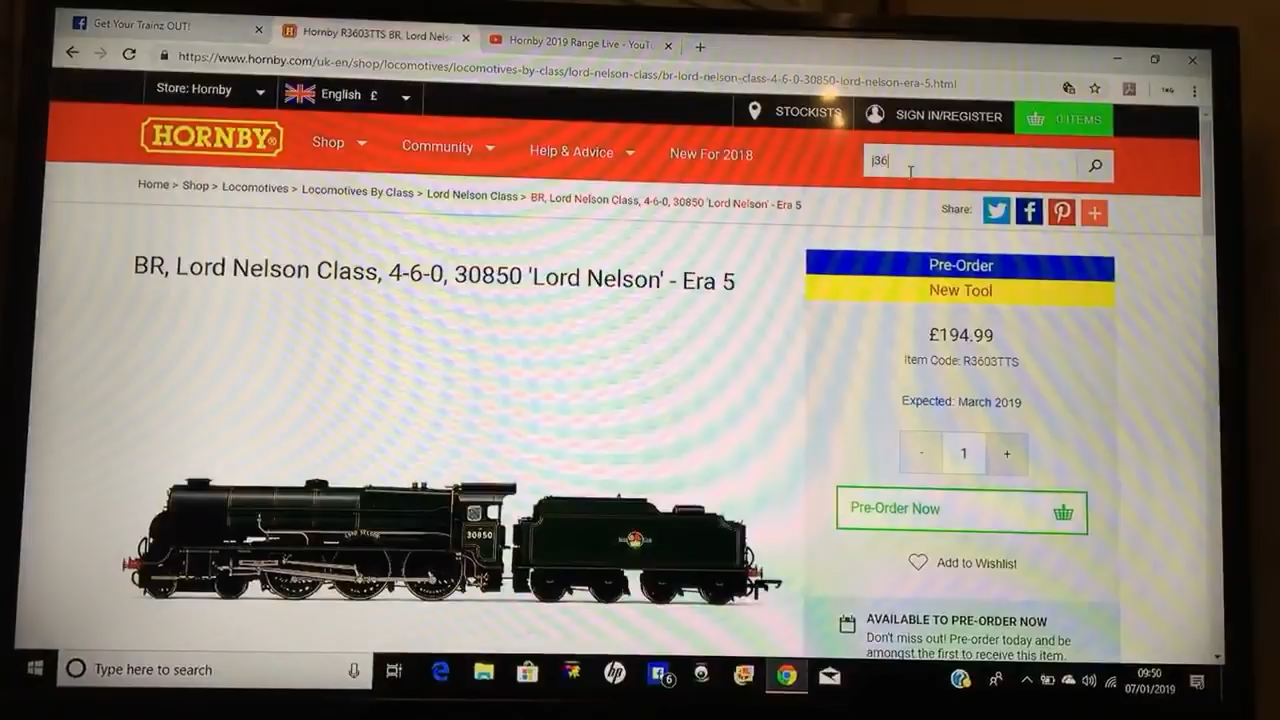 Get Your Trainz OUT!
Hornby R3603TTS BR, Lord Nels
Hornby 2019 Range Live - YouT
https://www.hornby.com/uk-en/shop/locomotives/locomotives-by-class/lord-nelson-class/br-lord-nelson-class-4-6-0-30850-lord-nelson-era-5.html
Store: Hornby
English £
STOCKISTS
SIGN IN/REGISTER
0 ITEMS
HORNBY®
Shop
Community
Help & Advice
New For 2018
j36
Home > Shop > Locomotives > Locomotives By Class > Lord Nelson Class > BR, Lord Nelson Class, 4-6-0, 30850 'Lord Nelson' - Era 5
Share:
BR, Lord Nelson Class, 4-6-0, 30850 'Lord Nelson' - Era 5
Pre-Order
New Tool
£194.99
Item Code: R3603TTS
Expected: March 2019
- 1 +
Pre-Order Now
Add to Wishlist
AVAILABLE TO PRE-ORDER NOW
Don't miss out! Pre-order today and be
amongst the first to receive this item.
30850
Type here to search
hp
6
09:50
07/01/2019